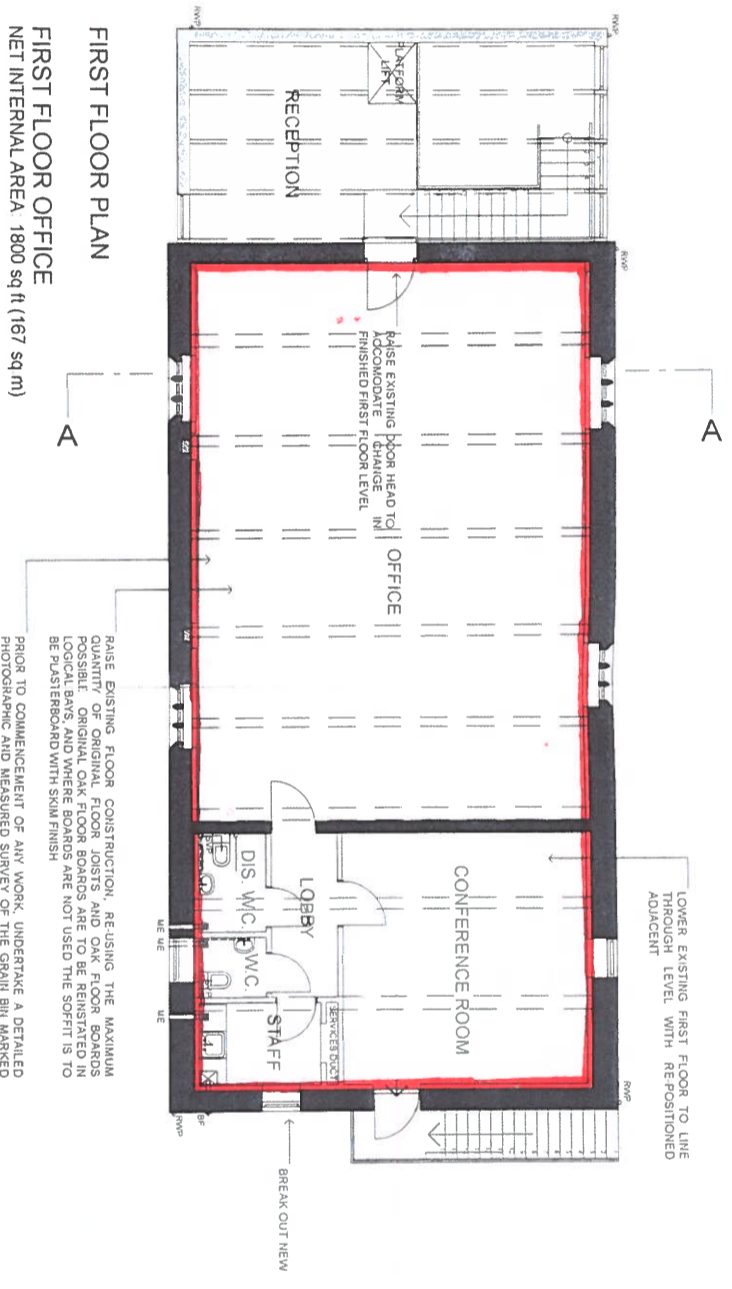 RWP
RWP
PLATFORM
LIFT
RECEPTION
RWP
A
A
RAISE EXISTING DOOR HEAD TO
ACCOMODATE CHANGE IN
FINISHED FIRST FLOOR LEVEL
OFFICE
LOWER EXISTING FIRST FLOOR TO LINE
THROUGH LEVEL WITH RE-POSITIONED
ADJACENT
CONFERENCE ROOM
LOBBY
DIS. W.C.
W.C.
STAFF
SERVICES DUCT
ME ME
ME
RWP
BF
RWP
BREAK OUT NEW
RAISE EXISTING FLOOR CONSTRUCTION, RE-USING THE MAXIMUM
QUANTITY OF ORIGINAL FLOOR JOISTS AND OAK FLOOR BOARDS
POSSIBLE. ORIGINAL OAK FLOOR BOARDS ARE TO BE REINSTATED IN
LOGICAL BAYS, AND WHERE BOARDS ARE NOT USED THE SOFFIT IS TO
BE PLASTERBOARD WITH SKIM FINISH
PRIOR TO COMMENCEMENT OF ANY WORK, UNDERTAKE A DETAILED
PHOTOGRAPHIC AND MEASURED SURVEY OF THE GRAIN BIN MARKED
FIRST FLOOR PLAN
FIRST FLOOR OFFICE
NET INTERNAL AREA: 1800 sq ft (167 sq m)